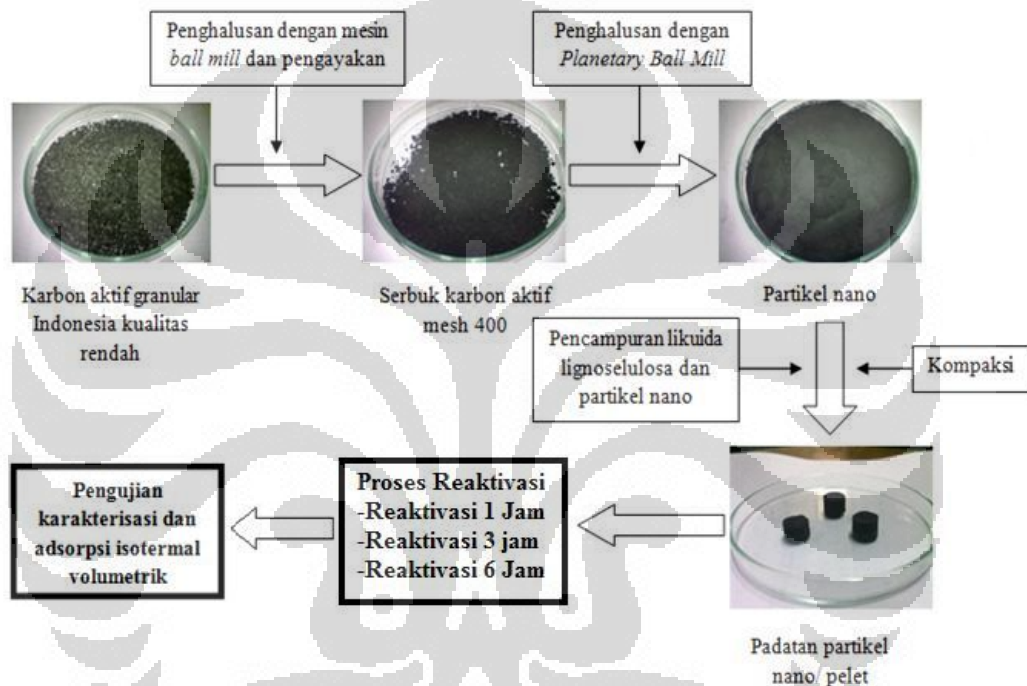 Penghalusan dengan mesin
ball mill dan pengayakan
Penghalusan dengan
Planetary Ball Mill
Karbon aktif granular
Indonesia kualitas
rendah
Serbuk karbon aktif
mesh 400
Partikel nano
Pencampuran likuida
lignoselulosa dan
partikel nano
Kompaksi
Padatan partikel
nano/ pelet
Proses Reaktivasi
-Reaktivasi 1 Jam
-Reaktivasi 3 jam
-Reaktivasi 6 Jam
Pengujian
karakterisasi dan
adsorpsi isotermal
volumetrik